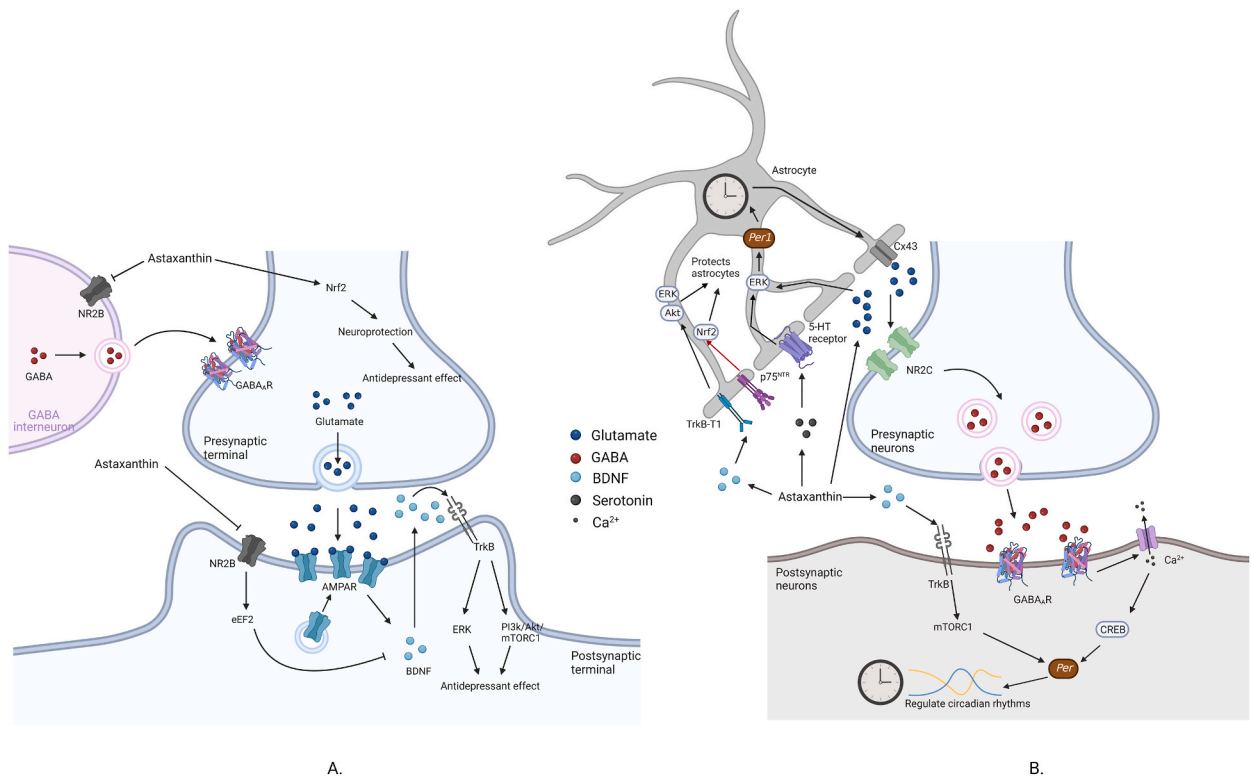 Astaxanthin
NR2B
GABA
GABA
interneuron
Nrf2
Neuroprotection
Antidepressant effect
GABAAR
Glutamate
Presynaptic
terminal
Astaxanthin
NR2B
eEF2
AMPAR
BDNF
TrkB
ERK
PI3k/Akt/
mTORC1
Antidepressant effect
Postsynaptic
terminal
A.
Glutamate
GABA
BDNF
Serotonin
Ca2+
Astrocyte
Cx43
Per1
Protects
astrocytes
ERK
Akt
ERK
Nrf2
5-HT
receptor
p75NTR
TrkB-T1
NR2C
Presynaptic
neurons
Astaxanthin
TrkB1
Postsynaptic
neurons
GABAAR
Ca2+
mTORC1
CREB
Per
Regulate circadian rhythms
B.